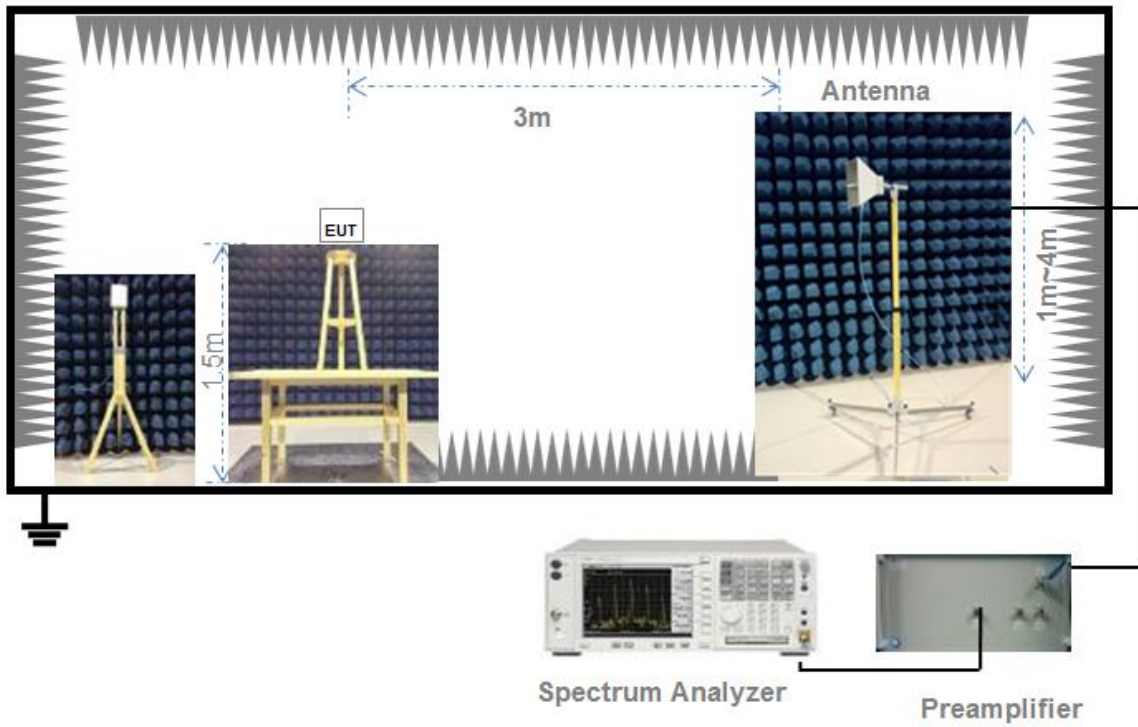 Antenna
3m
EUT
1.5m
1m~4m
Spectrum Analyzer
Preamplifier